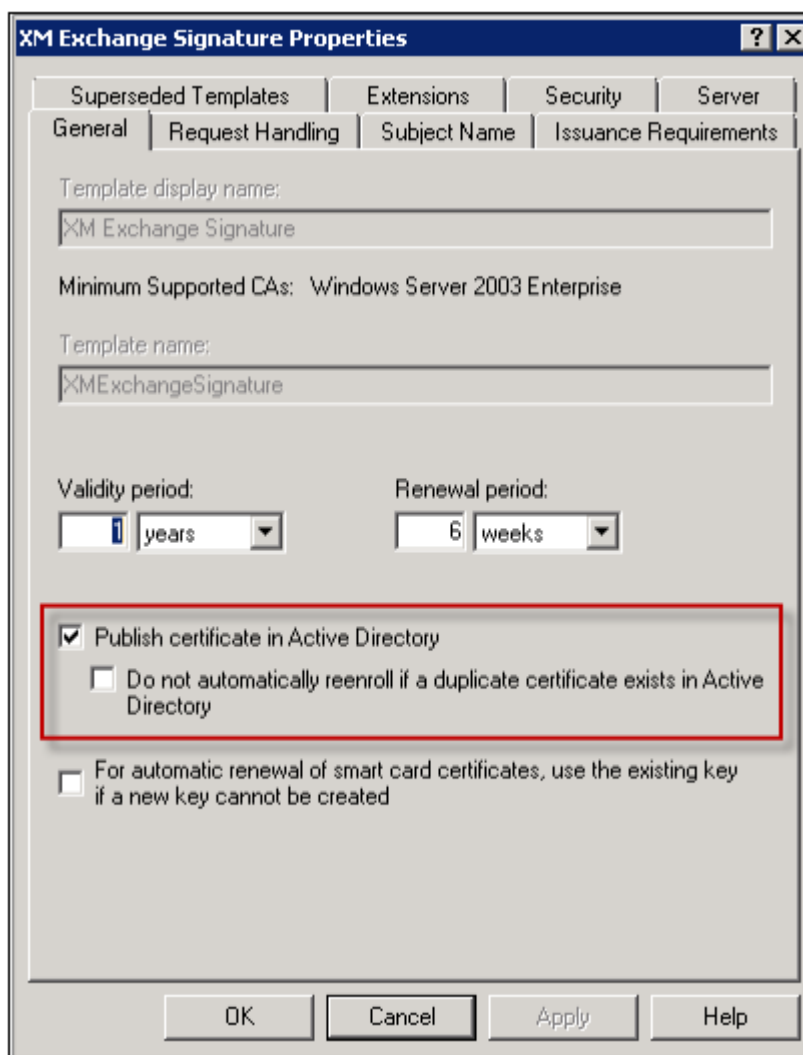 XM Exchange Signature Properties
Superseded Templates Extensions Security Server
General Request Handling Subject Name Issuance Requirements
Template display name:
XM Exchange Signature
Minimum Supported CAs: Windows Server 2003 Enterprise
Template name:
XMExchangeSignature
Validity period: Renewal period:
1 years 6 weeks
Publish certificate in Active Directory
Do not automatically reenroll if a duplicate certificate exists in Active
Directory
For automatic renewal of smart card certificates, use the existing key
if a new key cannot be created
OK Cancel Apply Help